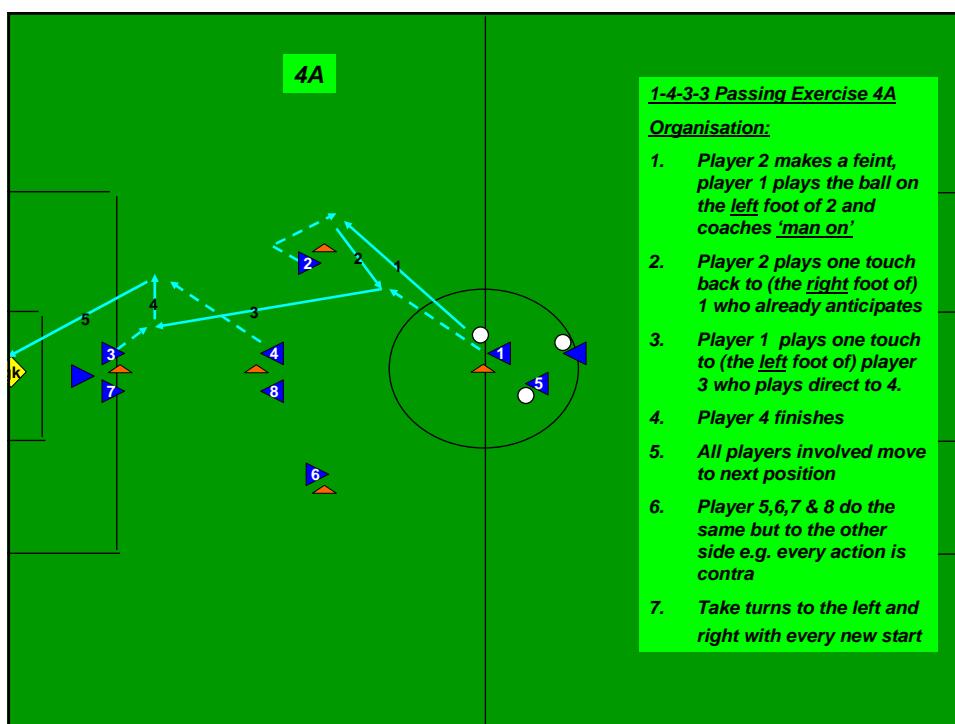 4A
1-4-3-3 Passing Exercise 4A
Organisation:
1. Player 2 makes a feint,
player 1 plays the ball on
the left foot of 2 and
coaches ‘man on’
2. Player 2 plays one touch
back to (the right foot of)
1 who already anticipates
3. Player 1 plays one touch
to (the left foot of) player
3 who plays direct to 4.
4. Player 4 finishes
5. All players involved move
to next position
6. Player 5,6,7 & 8 do the
same but to the other
side e.g. every action is
contra
7. Take turns to the left and
right with every new start
2
2
1
4
3
5
3
4
1
k
7
8
5
6